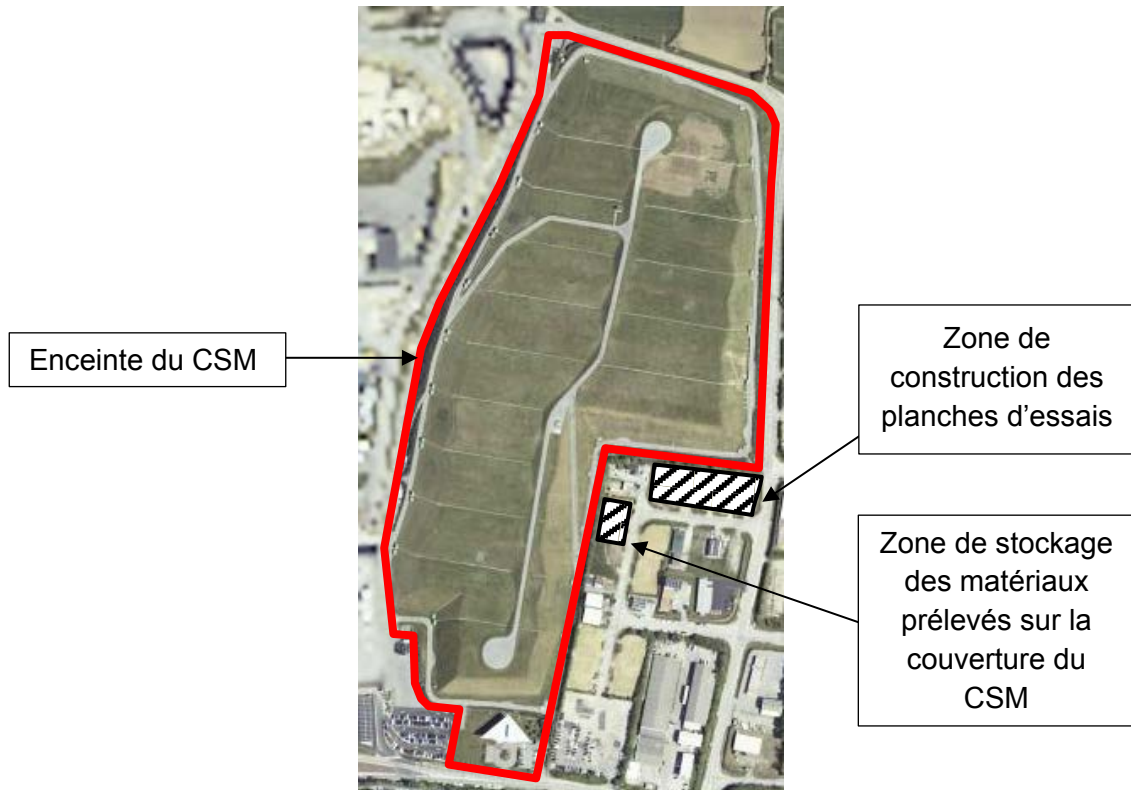 Enceinte du CSM
Zone de
construction des
planches d’essais
Zone de stockage
des matériaux
prélevés sur la
couverture du
CSM